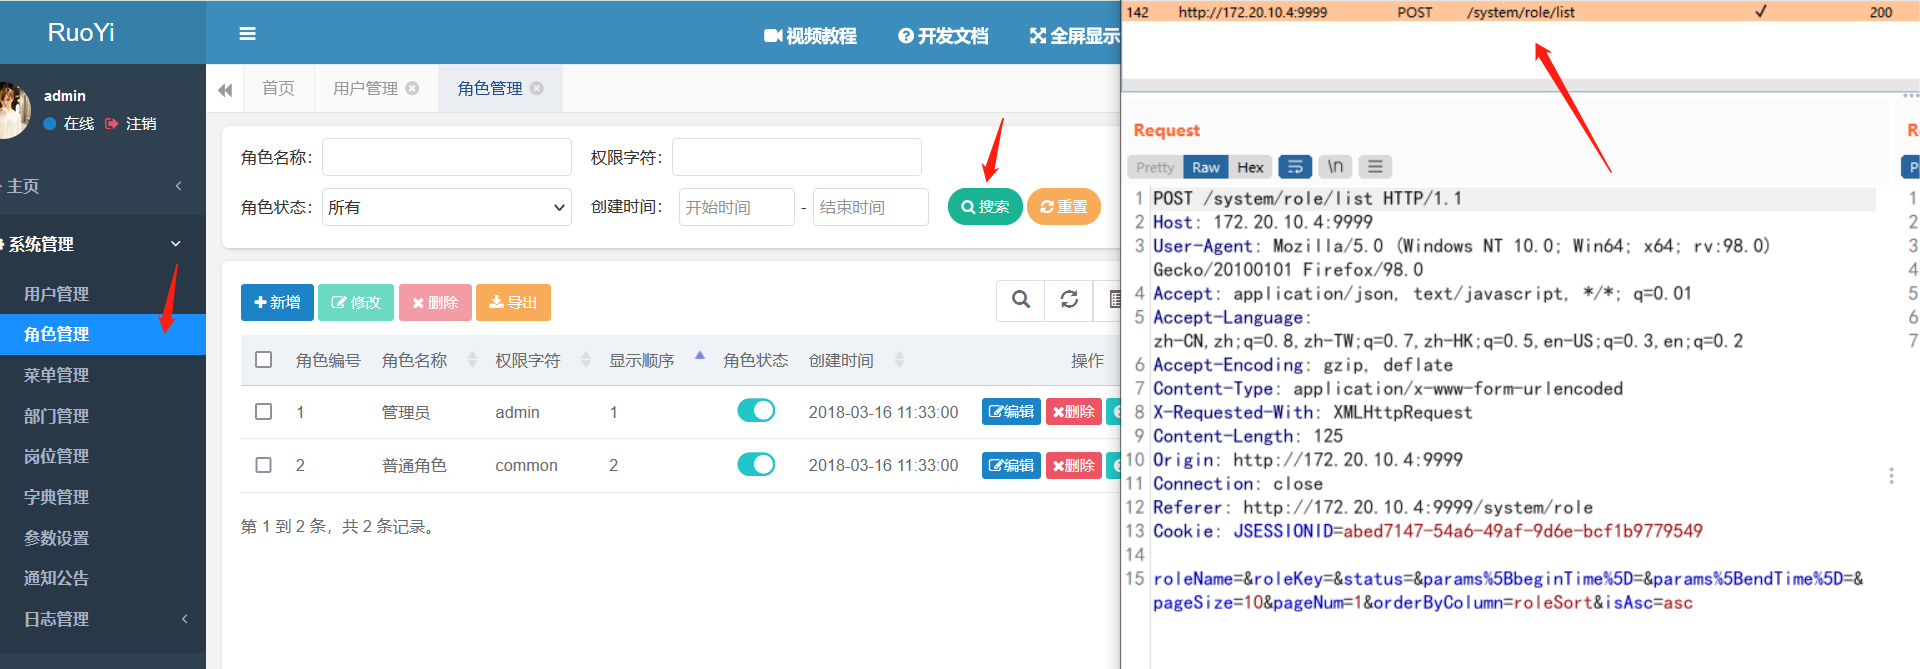 RuoYi
admin
在线 注销
主页
系统管理
用户管理
角色管理
菜单管理
部门管理
岗位管理
字典管理
参数设置
通知公告
日志管理
视频教程 开发文档 全屏显示
首页 用户管理 角色管理
角色名称: 权限字符:
角色状态: 所有 创建时间: 开始时间 - 结束时间 搜索 重置
新增 修改 删除 导出
角色编号 角色名称 权限字符 显示顺序 角色状态 创建时间 操作
1 管理员 admin 1 2018-03-16 11:33:00 编辑 删除
2 普通角色 common 2 2018-03-16 11:33:00 编辑 删除
第 1 到 2 条，共 2 条记录。
142 http://172.20.10.4:9999 POST /system/role/list ✓ 200
Request R
Pretty Raw Hex \n P
1 POST /system/role/list HTTP/1.1 1
2 Host: 172.20.10.4:9999 2
3 User-Agent: Mozilla/5.0 (Windows NT 10.0; Win64; x64; rv:98.0) 3
Gecko/20100101 Firefox/98.0 4
4 Accept: application/json, text/javascript, */*; q=0.01 5
5 Accept-Language: 6
zh-CN,zh;q=0.8,zh-TW;q=0.7,zh-HK;q=0.5,en-US;q=0.3,en;q=0.2 7
6 Accept-Encoding: gzip, deflate
7 Content-Type: application/x-www-form-urlencoded
8 X-Requested-With: XMLHttpRequest
9 Content-Length: 125
10 Origin: http://172.20.10.4:9999
11 Connection: close
12 Referer: http://172.20.10.4:9999/system/role
13 Cookie: JSESSIONID=abed7147-54a6-49af-9d6e-bcf1b9779549
14
15 roleName=&roleKey=&status=&params%5BbeginTime%5D=&params%5BendTime%5D=&
pageSize=10&pageNum=1&orderByColumn=roleSort&isAsc=asc